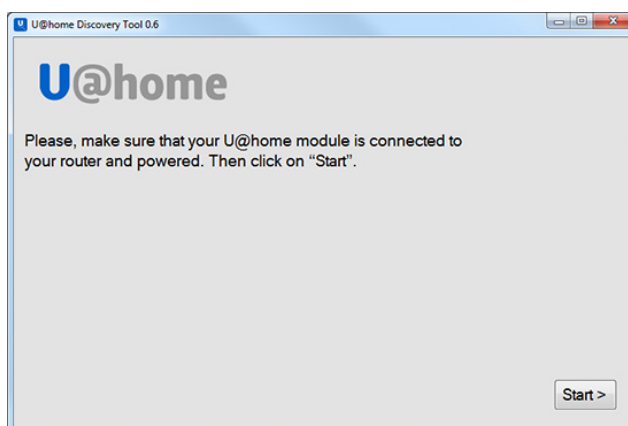 U@home Discovery Tool 0.6
U@home
Please, make sure that your U@home module is connected to
your router and powered. Then click on “Start”.
Start >